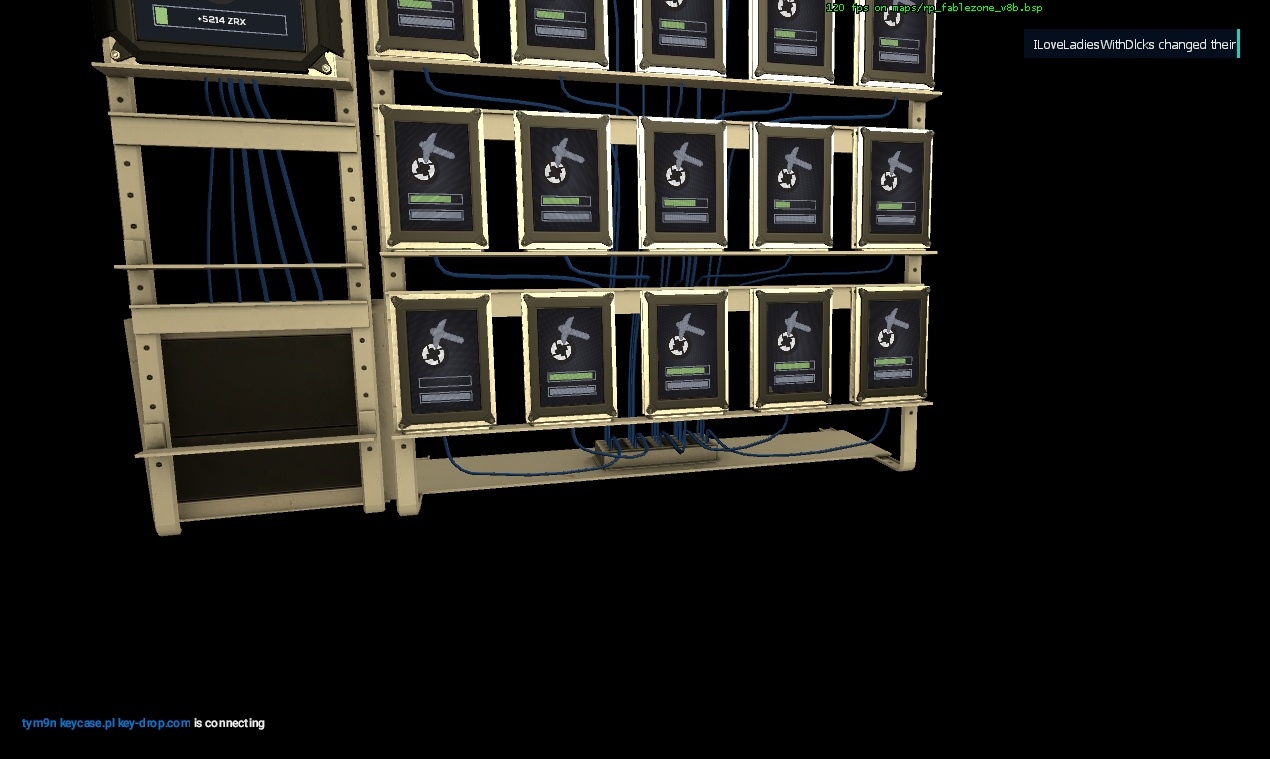 120 fps on maps/rp_fablezone_v8b.bsp
+5214 ZRX
ILoveLadiesWithDIcks changed their
tym9n keycase.pl key-drop.com is connecting